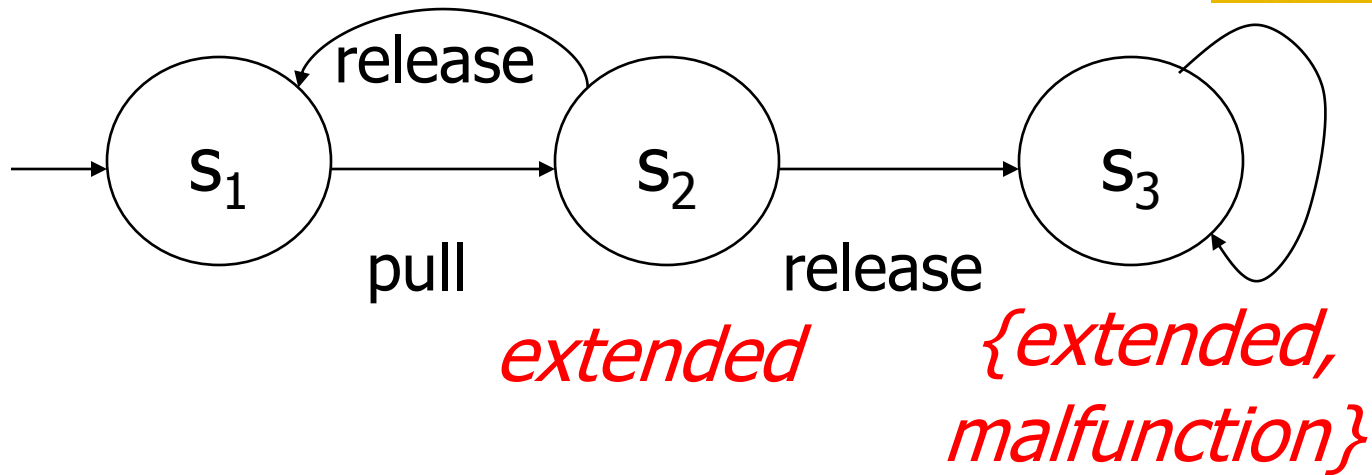 release
s₁
s₂
s₃
pull
release
extended
{extended,
malfunction}